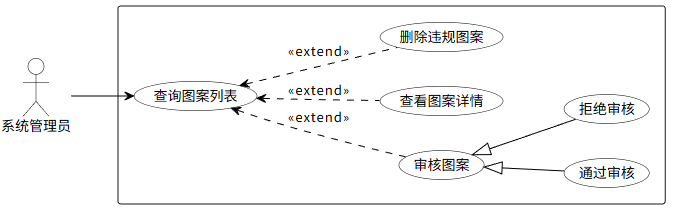 删除违规图案
«extend»
查询图案列表
«extend»
查看图案详情
拒绝审核
«extend»
系统管理员
审核图案
通过审核